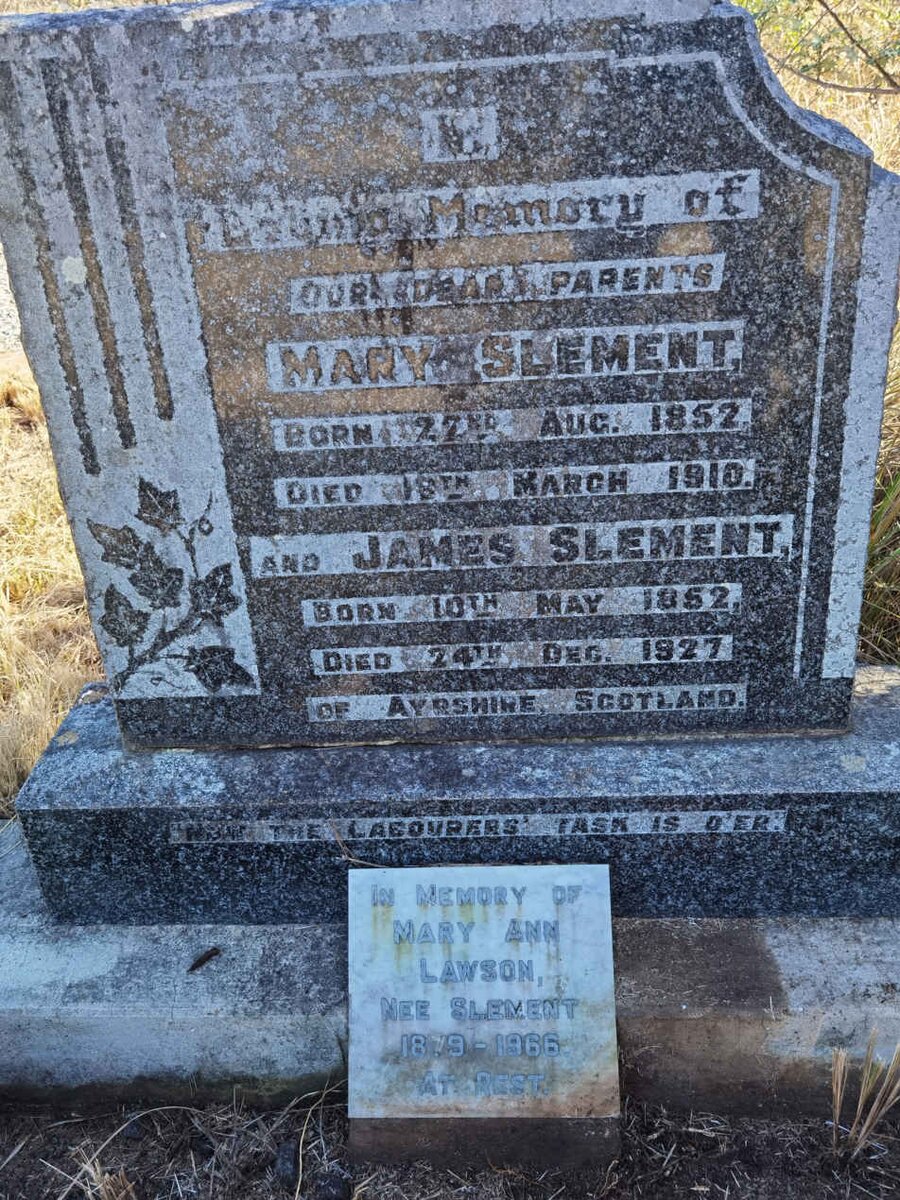 In
Loving Memory of
OUR DEAR PARENTS
MARY SLEMENT,
BORN 22ND AUG. 1852.
DIED 18TH MARCH 1910.
AND JAMES SLEMENT,
BORN 10TH MAY 1852,
DIED 24TH DEC. 1927
OF AYRSHIRE SCOTLAND.
"NOW THE LABOURERS' TASK IS O'ER.
IN MEMORY OF
MARY ANN
LAWSON,
NEE SLEMENT
1879 - 1966.
AT REST.